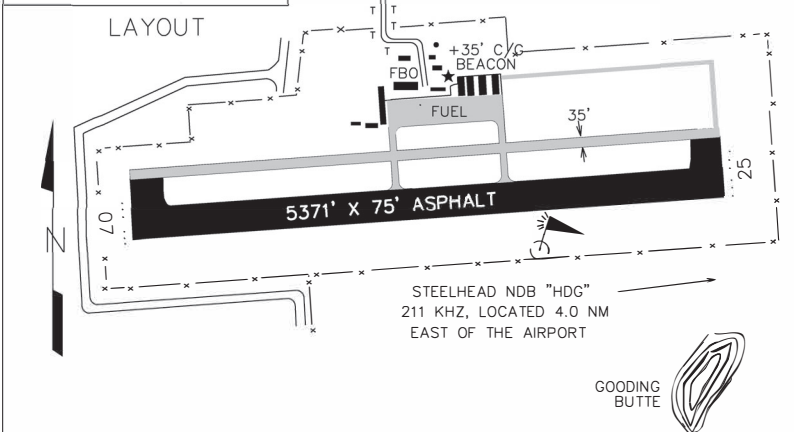 LAYOUT
T
T
T
T
+35' C/G
BEACON
FBO
FUEL
35'
5371' X 75' ASPHALT
07
25
N
STEELHEAD NDB "HDG"
211 KHZ, LOCATED 4.0 NM
EAST OF THE AIRPORT
GOODING
BUTTE